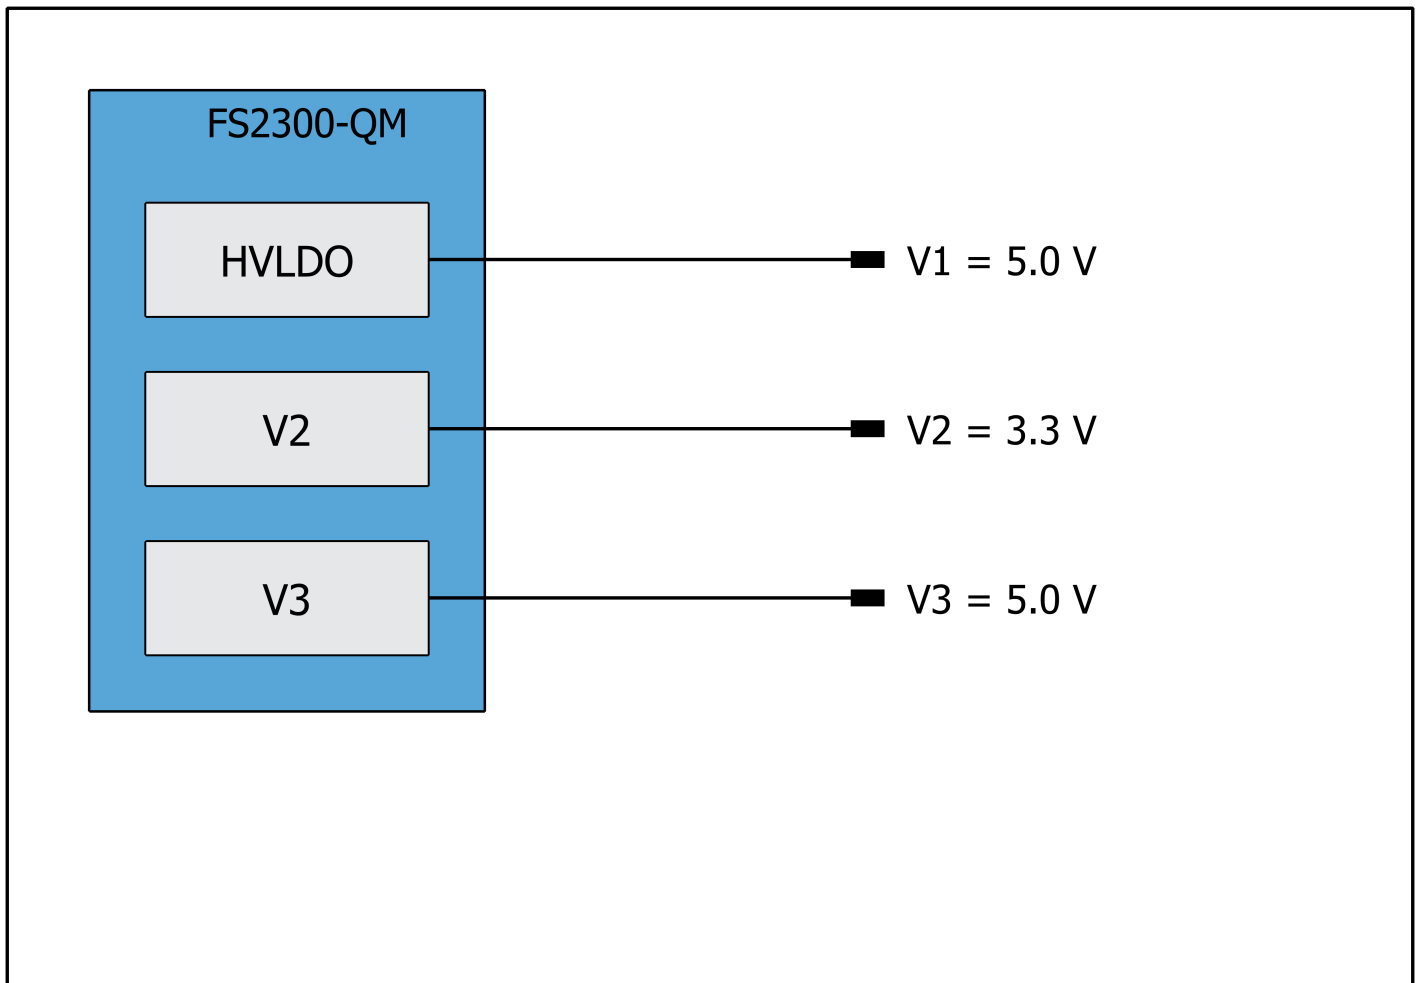 FS2300-QM
HVLDO
V1 = 5.0 V
V2
V2 = 3.3 V
V3
V3 = 5.0 V